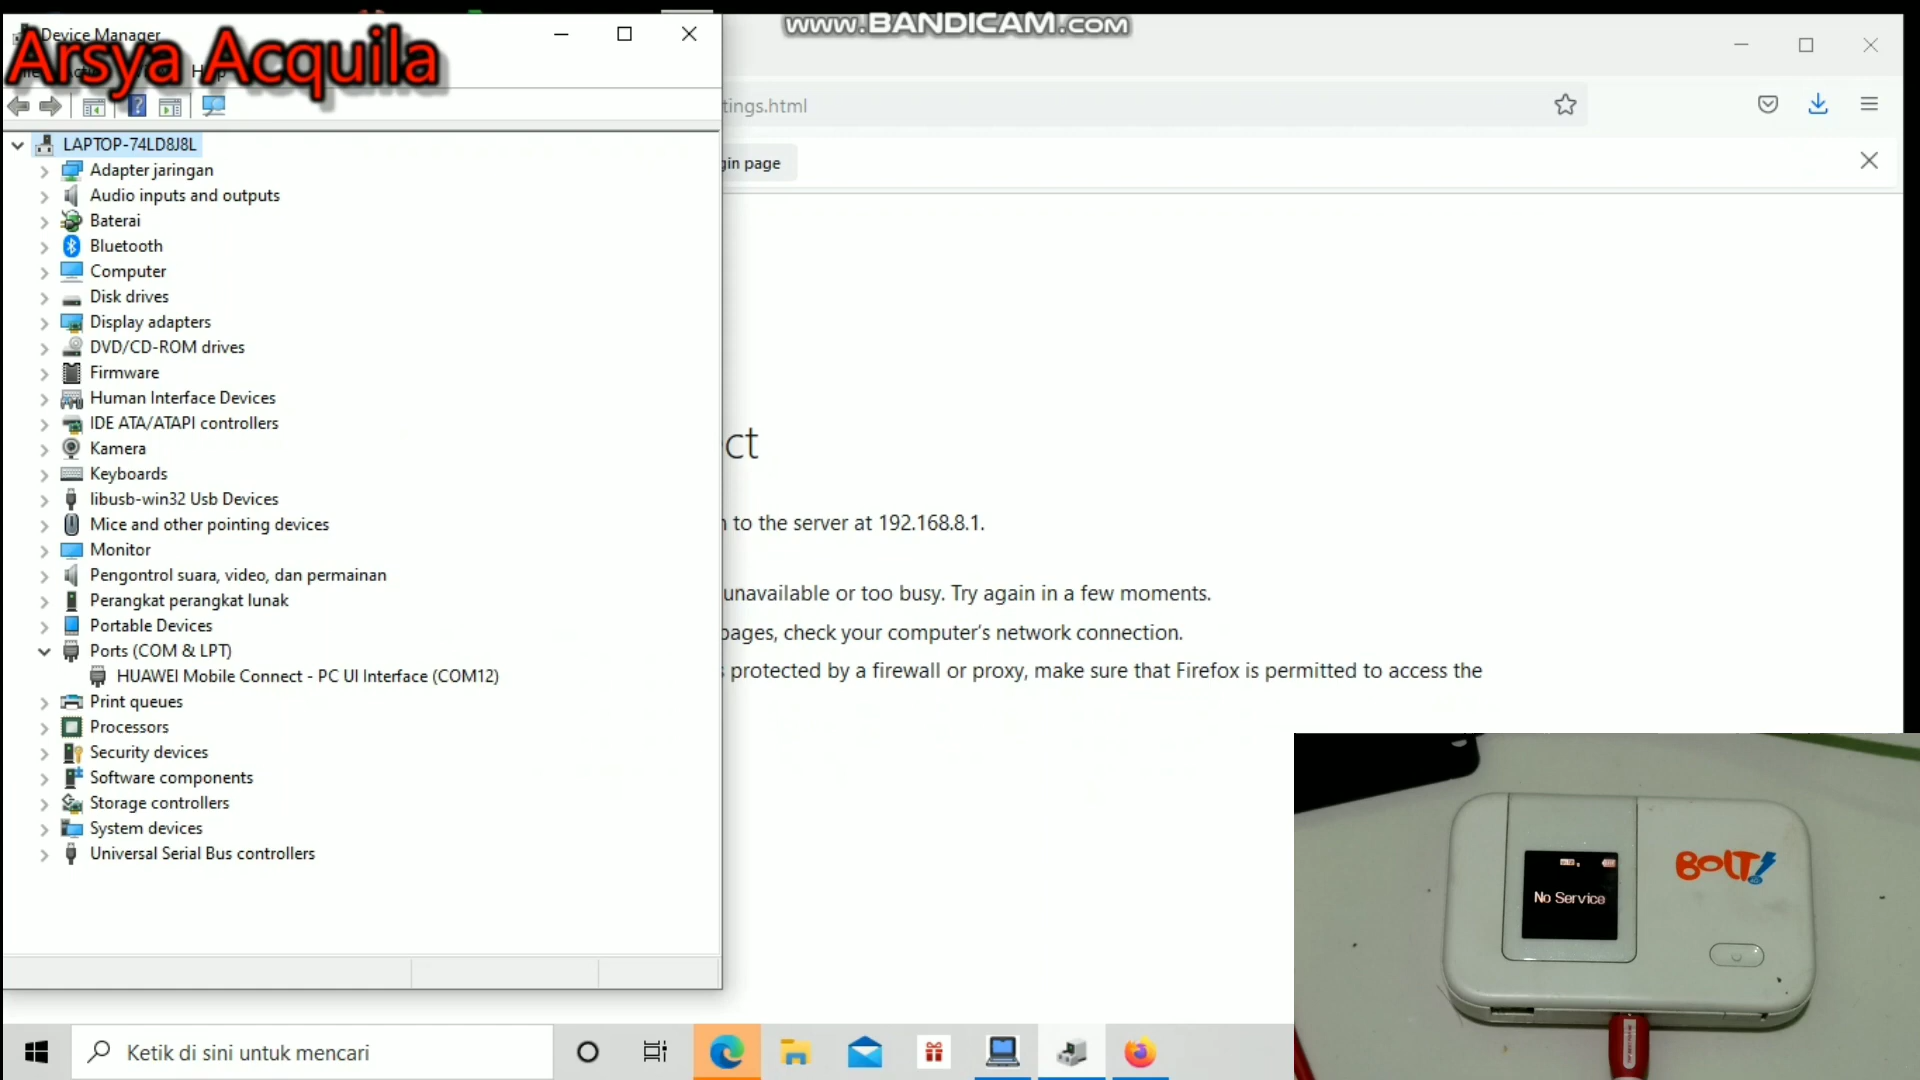 www.BANDICAM.com
Device Manager
Arsya Acquila
Help
LAPTOP-74LD8J8L
Adapter jaringan
Audio inputs and outputs
Baterai
Bluetooth
Computer
Disk drives
Display adapters
DVD/CD-ROM drives
Firmware
Human Interface Devices
IDE ATA/ATAPI controllers
Kamera
Keyboards
libusb-win32 Usb Devices
Mice and other pointing devices
Monitor
Pengontrol suara, video, dan permainan
Perangkat perangkat lunak
Portable Devices
Ports (COM & LPT)
HUAWEI Mobile Connect - PC UI Interface (COM12)
Print queues
Processors
Security devices
Software components
Storage controllers
System devices
Universal Serial Bus controllers
tings.html
gin page
ct
n to the server at 192.168.8.1.
unavailable or too busy. Try again in a few moments.
pages, check your computer's network connection.
s protected by a firewall or proxy, make sure that Firefox is permitted to access the
BOLT!
No Service
Ketik di sini untuk mencari